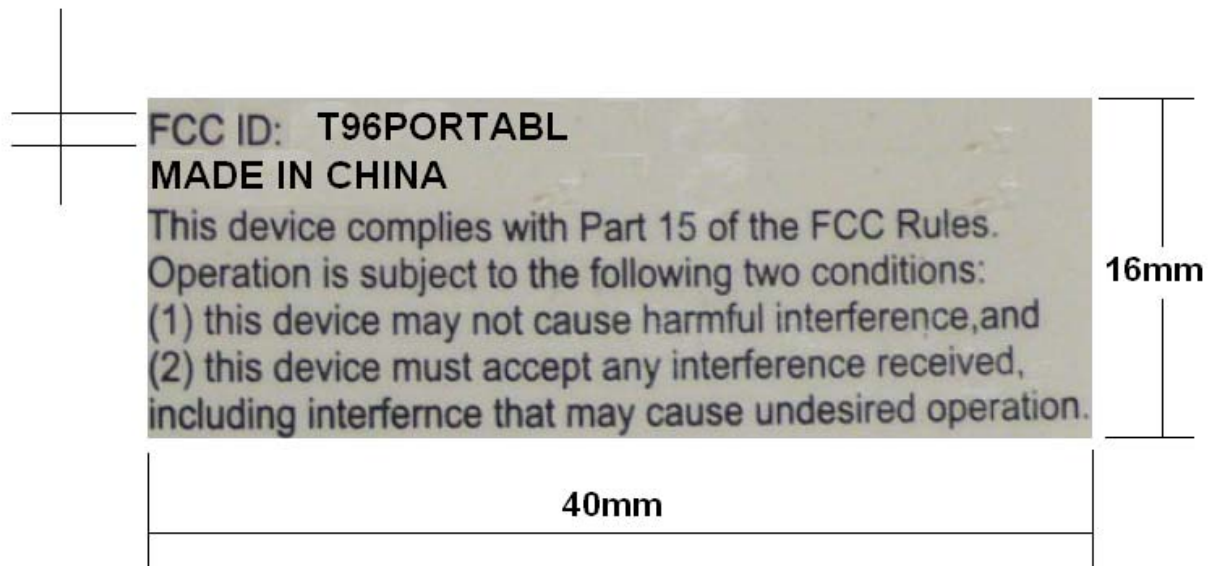 FCC ID: T96PORTABL
MADE IN CHINA
This device complies with Part 15 of the FCC Rules.
Operation is subject to the following two conditions:
(1) this device may not cause harmful interference,and
(2) this device must accept any interference received,
including interfernce that may cause undesired operation.
16mm
40mm